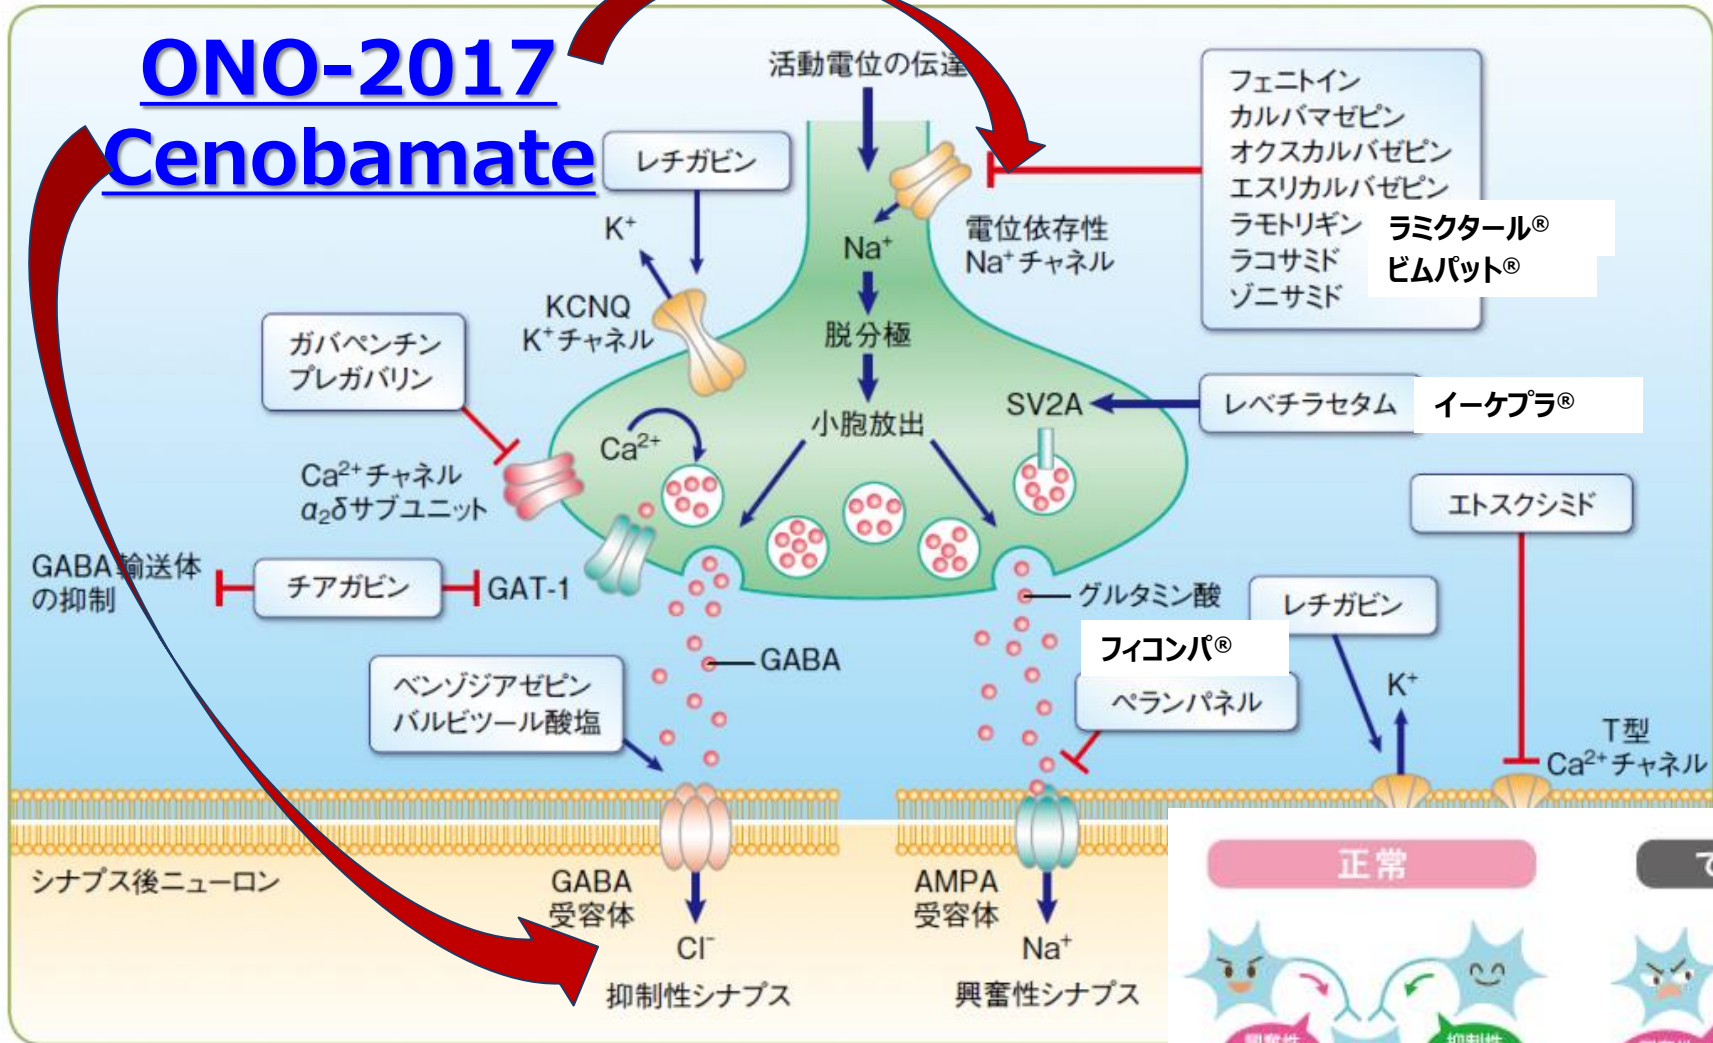 ONO-2017
Cenobamate
活動電位の伝達
レチガビン
K⁺
KCNQ
K⁺チャネル
Na⁺
電位依存性
Na⁺チャネル
フェニトイン
カルバマゼピン
オクスカルバゼピン
エスリカルバゼピン
ラモトリギン
ラミクタール®
ラコサミド
ビムパット®
ゾニサミド
脱分極
小胞放出
ガバペンチン
プレガバリン
Ca²⁺
Ca²⁺チャネル
α₂δサブユニット
SV2A
レベチラセタム
イーケプラ®
エトスクシミド
GABA輸送体
の抑制
チアガビン
GAT-1
グルタミン酸
レチガビン
フィコンパ®
ペランパネル
GABA
ベンゾジアゼピン
バルビツール酸塩
K⁺
T型
Ca²⁺チャネル
シナプス後ニューロン
GABA
受容体
Cl⁻
抑制性シナプス
AMPA
受容体
Na⁺
興奮性シナプス
正常
て
抑制性